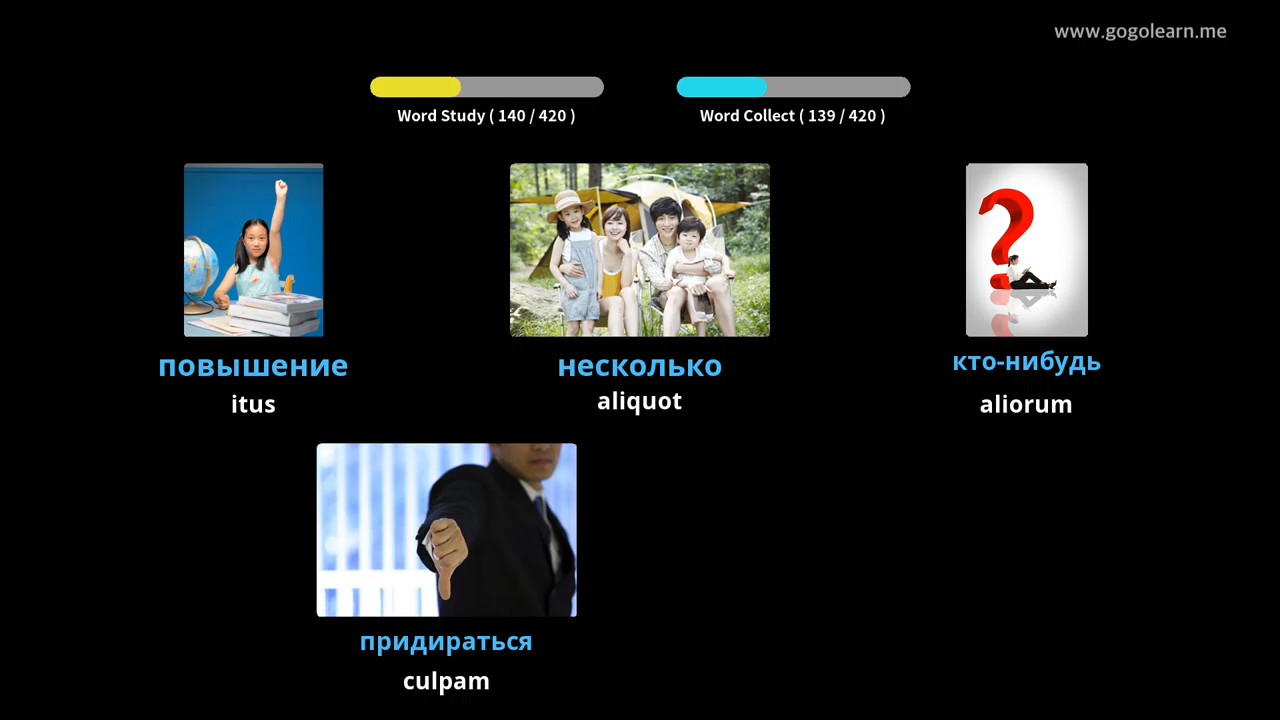 www.gogolearn.me
Word Study ( 140 / 420 )
Word Collect ( 139 / 420 )
повышение
itus
несколько
aliquot
кто-нибудь
aliorum
придираться
culpam